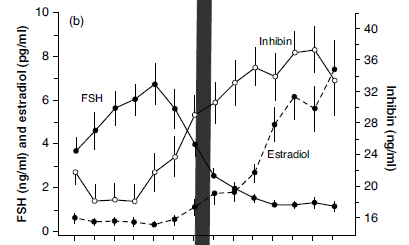 (b)
10
8
6
4
2
0
FSH (ng/ml) and estradiol (pg/ml)
FSH
Inhibin
Estradiol
40
36
32
28
24
20
16
Inhibin (ng/ml)